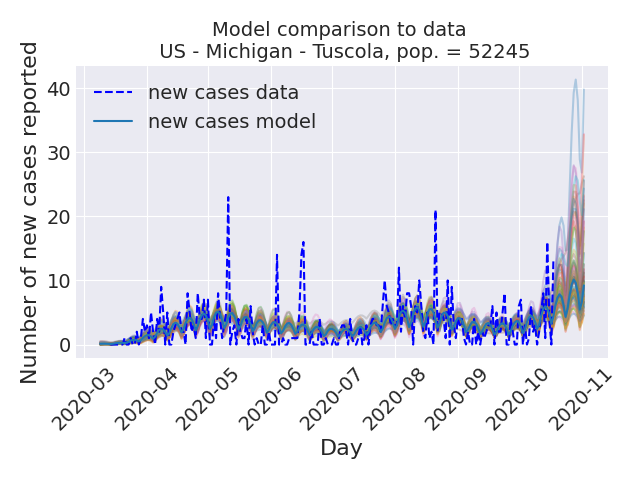 Model comparison to data
US - Michigan - Tuscola, pop. = 52245
Number of new cases reported
40
30
20
10
0
new cases data
new cases model
2020-03
2020-04
2020-05
2020-06
2020-07
2020-08
2020-09
2020-10
2020-11
Day